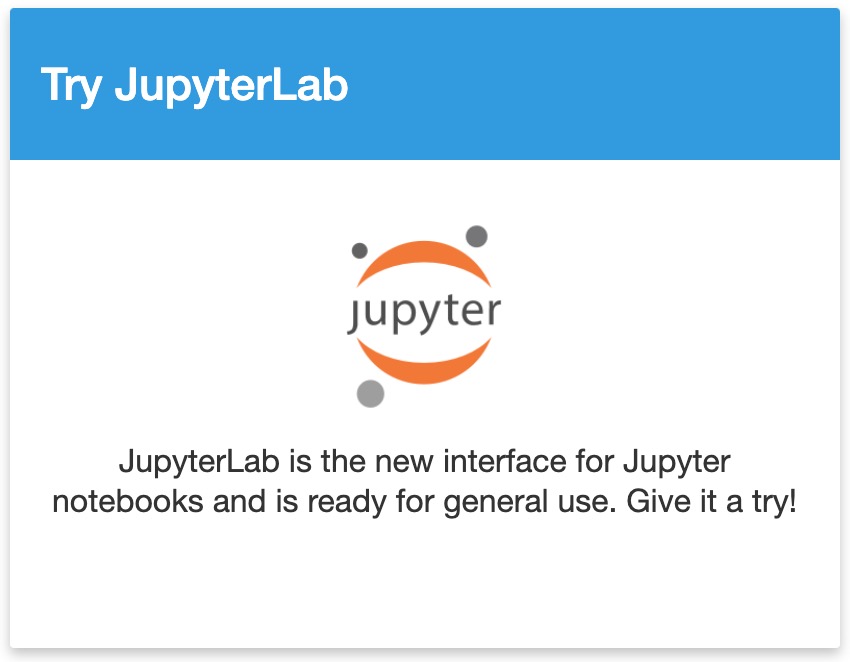 Try JupyterLab
jupyter
JupyterLab is the new interface for Jupyter
notebooks and is ready for general use. Give it a try!